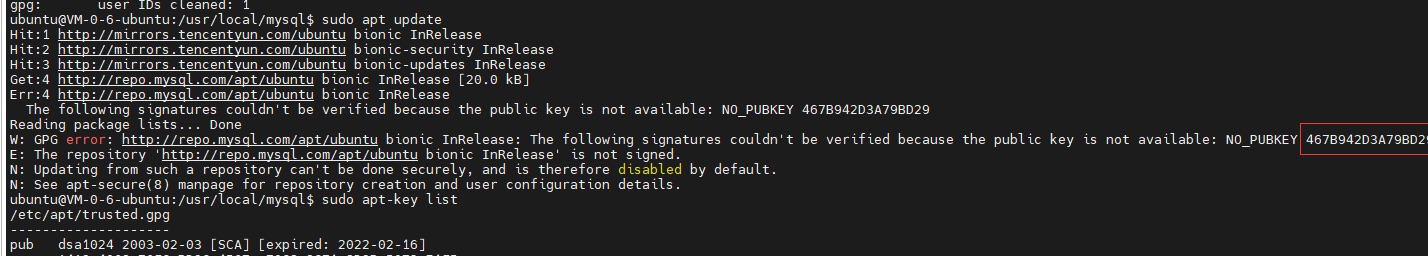 gpg:       user IDs cleaned: 1
ubuntu@VM-0-6-ubuntu:/usr/local/mysql$ sudo apt update
Hit:1 http://mirrors.tencentyun.com/ubuntu bionic InRelease
Hit:2 http://mirrors.tencentyun.com/ubuntu bionic-security InRelease
Hit:3 http://mirrors.tencentyun.com/ubuntu bionic-updates InRelease
Get:4 http://repo.mysql.com/apt/ubuntu bionic InRelease [20.0 kB]
Err:4 http://repo.mysql.com/apt/ubuntu bionic InRelease
  The following signatures couldn't be verified because the public key is not available: NO_PUBKEY 467B942D3A79BD29
Reading package lists... Done
W: GPG error: http://repo.mysql.com/apt/ubuntu bionic InRelease: The following signatures couldn't be verified because the public key is not available: NO_PUBKEY 467B942D3A79BD29
E: The repository 'http://repo.mysql.com/apt/ubuntu bionic InRelease' is not signed.
N: Updating from such a repository can't be done securely, and is therefore disabled by default.
N: See apt-secure(8) manpage for repository creation and user configuration details.
ubuntu@VM-0-6-ubuntu:/usr/local/mysql$ sudo apt-key list
/etc/apt/trusted.gpg
--------------------
pub   dsa1024 2003-02-03 [SCA] [expired: 2022-02-16]